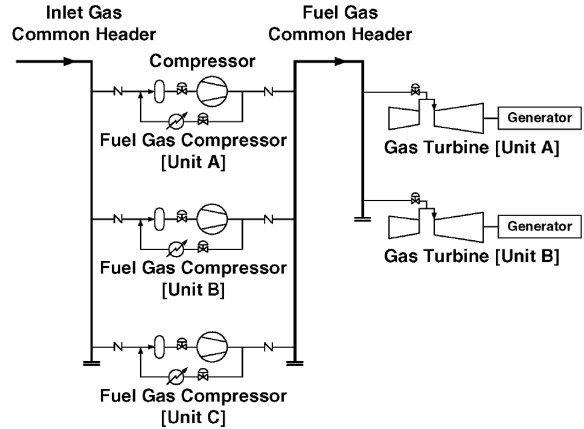 Inlet Gas
Common Header
Fuel Gas
Common Header
Compressor
Fuel Gas Compressor
[Unit A]
Generator
Gas Turbine [Unit A]
Fuel Gas Compressor
[Unit B]
Generator
Gas Turbine [Unit B]
Fuel Gas Compressor
[Unit C]